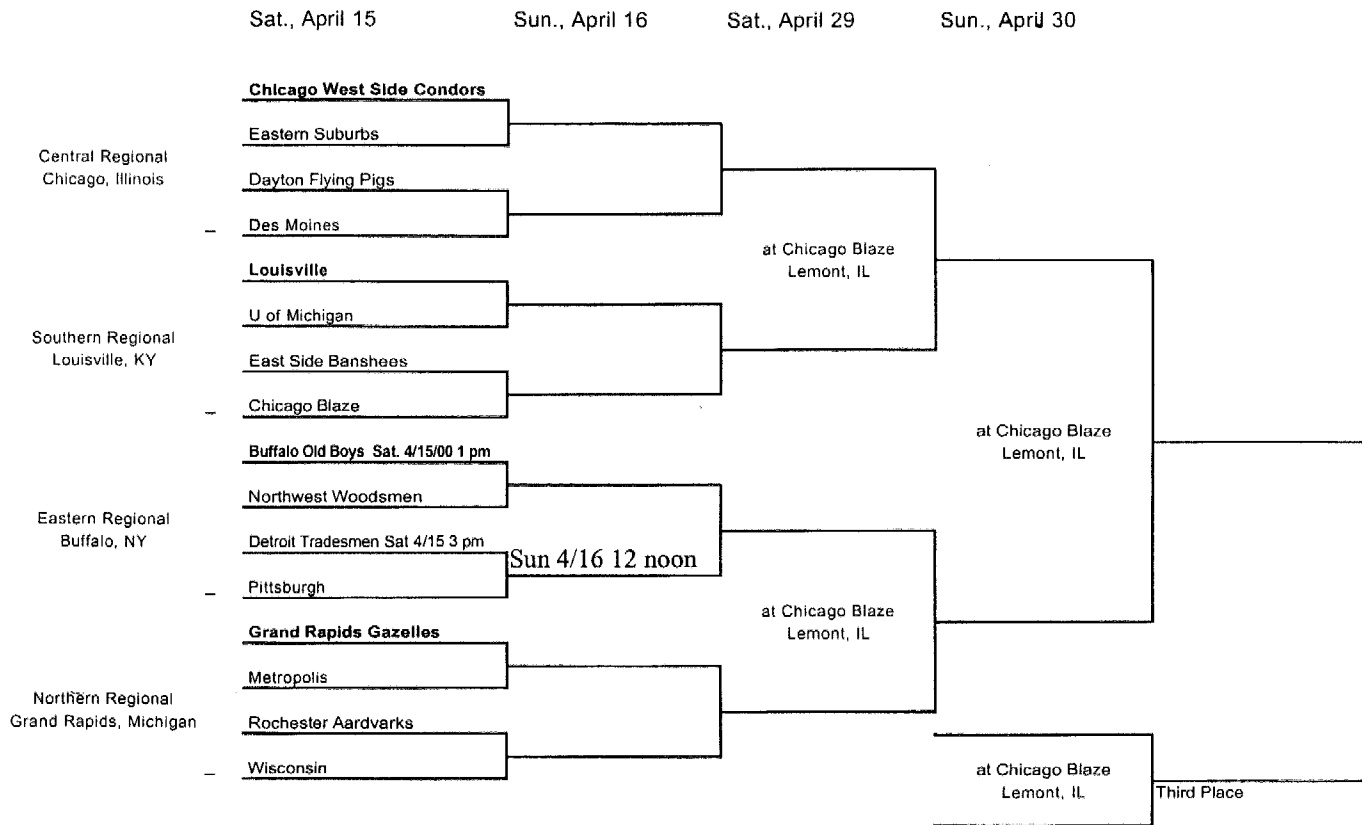 Sat., April 15
Sun., April 16
Sat., April 29
Sun., April 30
Central Regional
Chicago, Illinois
Chicago West Side Condors
Eastern Suburbs
Dayton Flying Pigs
Des Moines
at Chicago Blaze
Lemont, IL
Southern Regional
Louisville, KY
Louisville
U of Michigan
East Side Banshees
Chicago Blaze
at Chicago Blaze
Lemont, IL
Eastern Regional
Buffalo, NY
Buffalo Old Boys Sat. 4/15/00 1 pm
Northwest Woodsmen
Detroit Tradesmen Sat 4/15 3 pm
Pittsburgh
Sun 4/16 12 noon
at Chicago Blaze
Lemont, IL
Northern Regional
Grand Rapids, Michigan
Grand Rapids Gazelles
Metropolis
Rochester Aardvarks
Wisconsin
at Chicago Blaze
Lemont, IL
Third Place